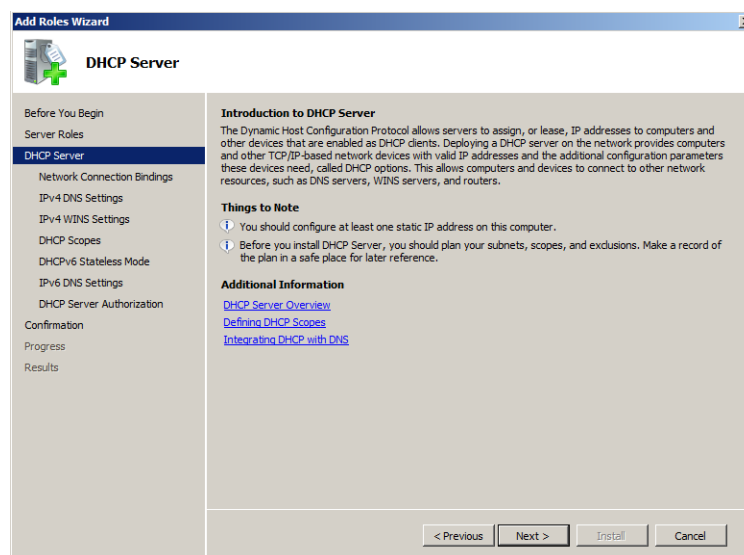 Add Roles Wizard
DHCP Server
Before You Begin
Server Roles
DHCP Server
Network Connection Bindings
IPv4 DNS Settings
IPv4 WINS Settings
DHCP Scopes
DHCPv6 Stateless Mode
IPv6 DNS Settings
DHCP Server Authorization
Confirmation
Progress
Results
Introduction to DHCP Server
The Dynamic Host Configuration Protocol allows servers to assign, or lease, IP addresses to computers and
other devices that are enabled as DHCP clients. Deploying a DHCP server on the network provides computers
and other TCP/IP-based network devices with valid IP addresses and the additional configuration parameters
these devices need, called DHCP options. This allows computers and devices to connect to other network
resources, such as DNS servers, WINS servers, and routers.
Things to Note
You should configure at least one static IP address on this computer.
Before you install DHCP Server, you should plan your subnets, scopes, and exclusions. Make a record of
the plan in a safe place for later reference.
Additional Information
DHCP Server Overview
Defining DHCP Scopes
Integrating DHCP with DNS
< Previous
Next >
Install
Cancel